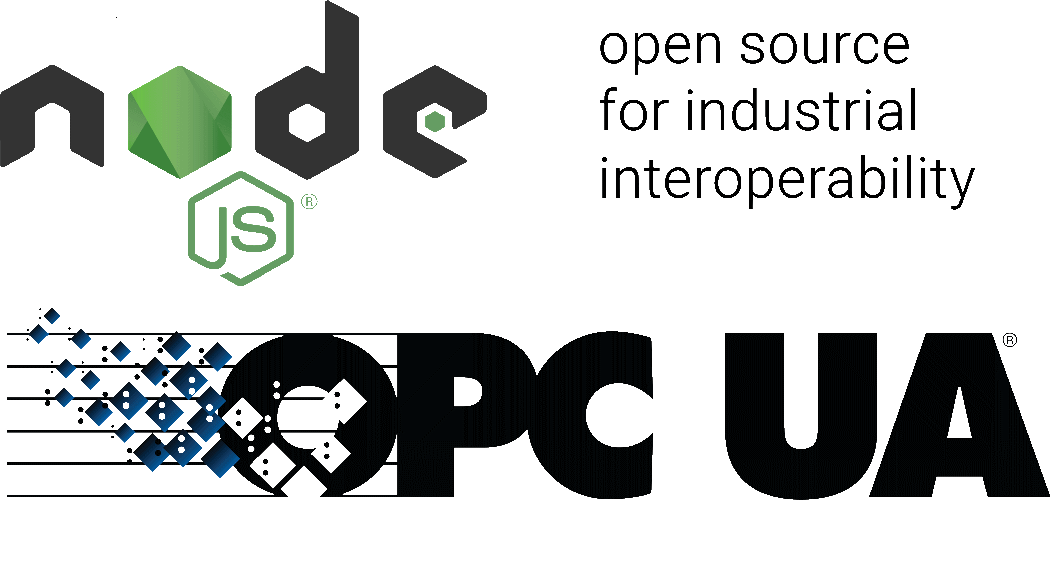 node
JS®
open source
for industrial
interoperability
OPC UA®